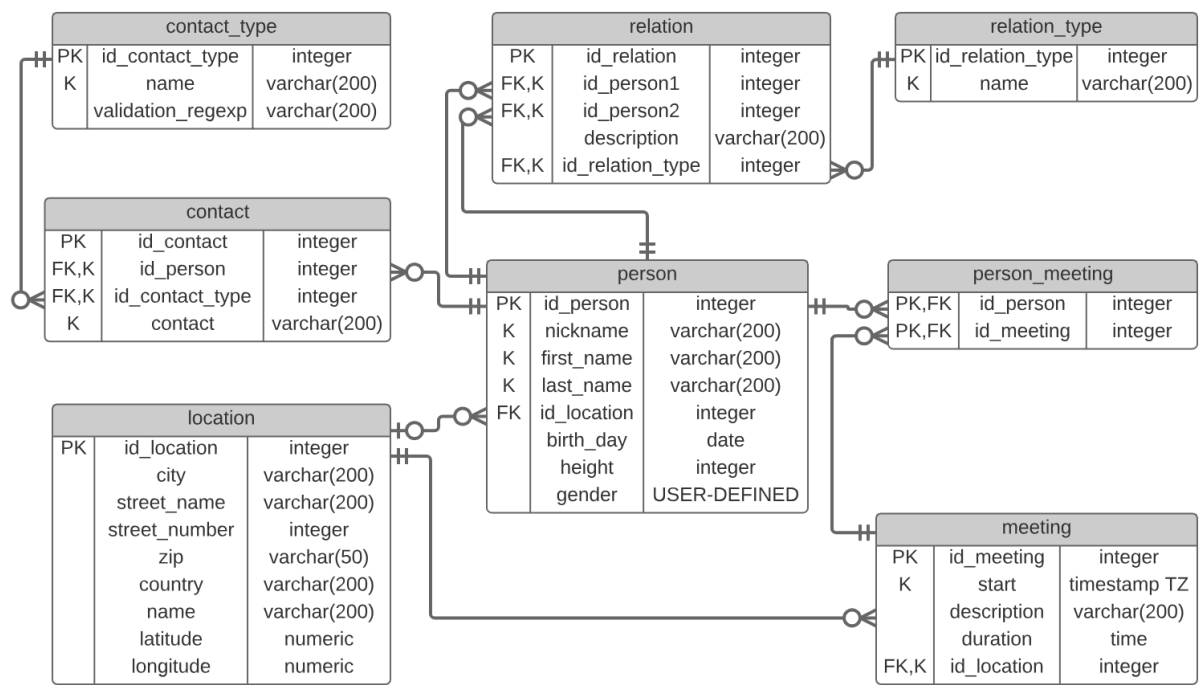 contact_type
PK id_contact_type integer
K name varchar(200)
validation_regexp varchar(200)
relation
PK id_relation integer
FK,K id_person1 integer
FK,K id_person2 integer
description varchar(200)
FK,K id_relation_type integer
relation_type
PK id_relation_type integer
K name varchar(200)
contact
PK id_contact integer
FK,K id_person integer
FK,K id_contact_type integer
K contact varchar(200)
person
PK id_person integer
K nickname varchar(200)
K first_name varchar(200)
K last_name varchar(200)
FK id_location integer
birth_day date
height integer
gender USER-DEFINED
person_meeting
PK,FK id_person integer
PK,FK id_meeting integer
location
PK id_location integer
city varchar(200)
street_name varchar(200)
street_number integer
zip varchar(50)
country varchar(200)
name varchar(200)
latitude numeric
longitude numeric
meeting
PK id_meeting integer
K start timestamp TZ
description varchar(200)
duration time
FK,K id_location integer